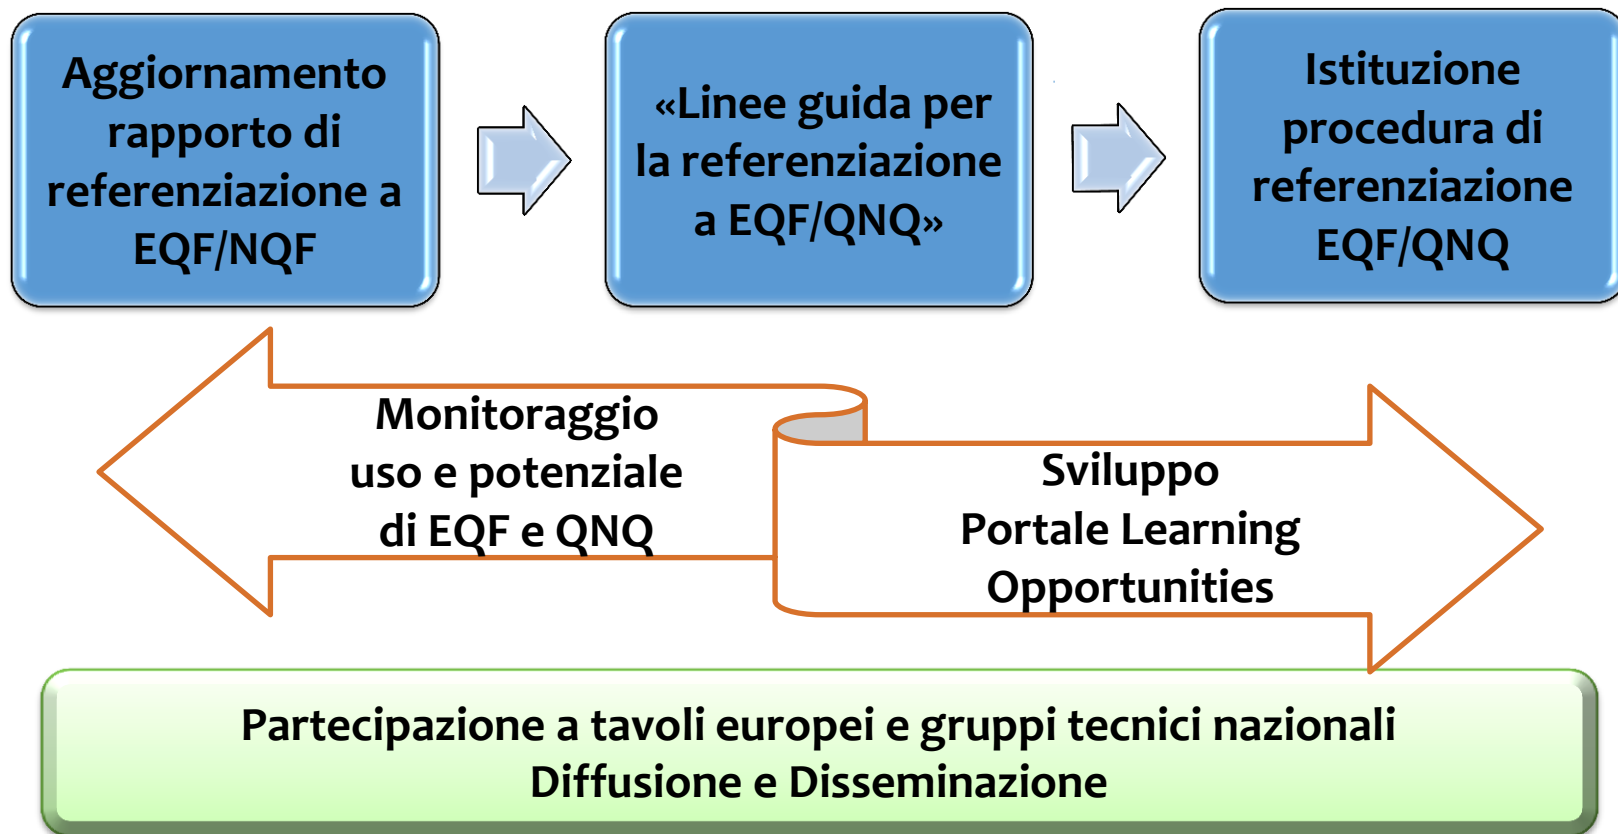 Aggiornamento
rapporto di
referenziazione a
EQF/NQF
«Linee guida per
la referenziazione
a EQF/QNQ»
Istituzione
procedura di
referenziazione
EQF/QNQ
Monitoraggio
uso e potenziale
di EQF e QNQ
Sviluppo
Portale Learning
Opportunities
Partecipazione a tavoli europei e gruppi tecnici nazionali
Diffusione e Disseminazione